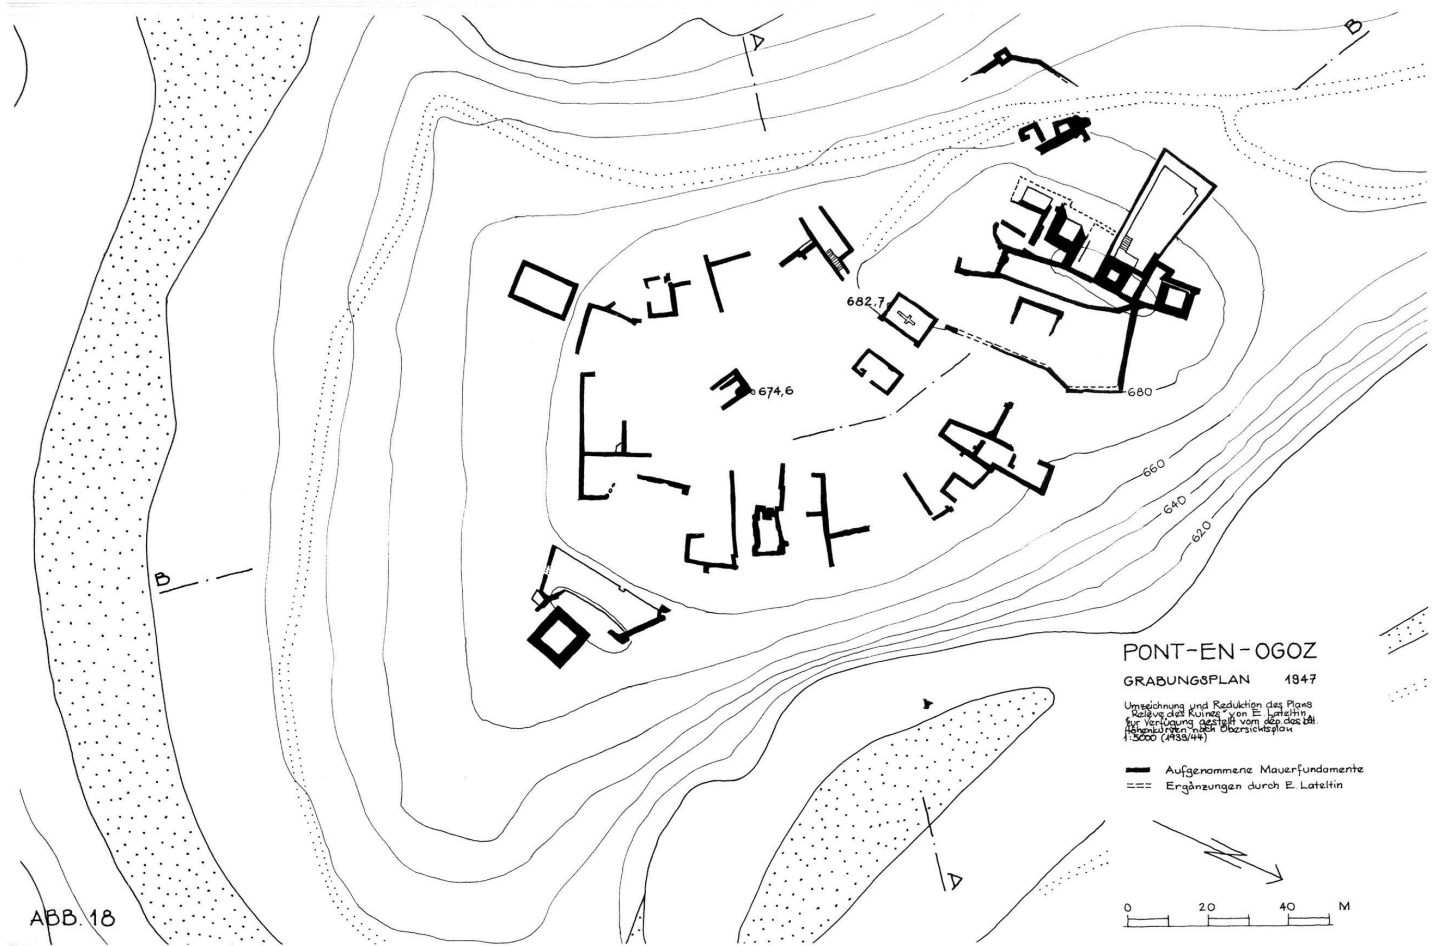 A
B
682,7
674,6
680
660
640
620
B
PONT-EN-OGOZ
GRABUNGSPLAN 1947
Umzeichnung und Reduktion des Plans
"Relevé des Ruines" von E. Lateltin
zur Verfügung gestellt vom dép. des bât.
Höhenkurven nach Übersichtsplan
1:5000 (1939/44)
Aufgenommene Mauerfundamente
Ergänzungen durch E. Lateltin
A
0 20 40 M
ABB. 18